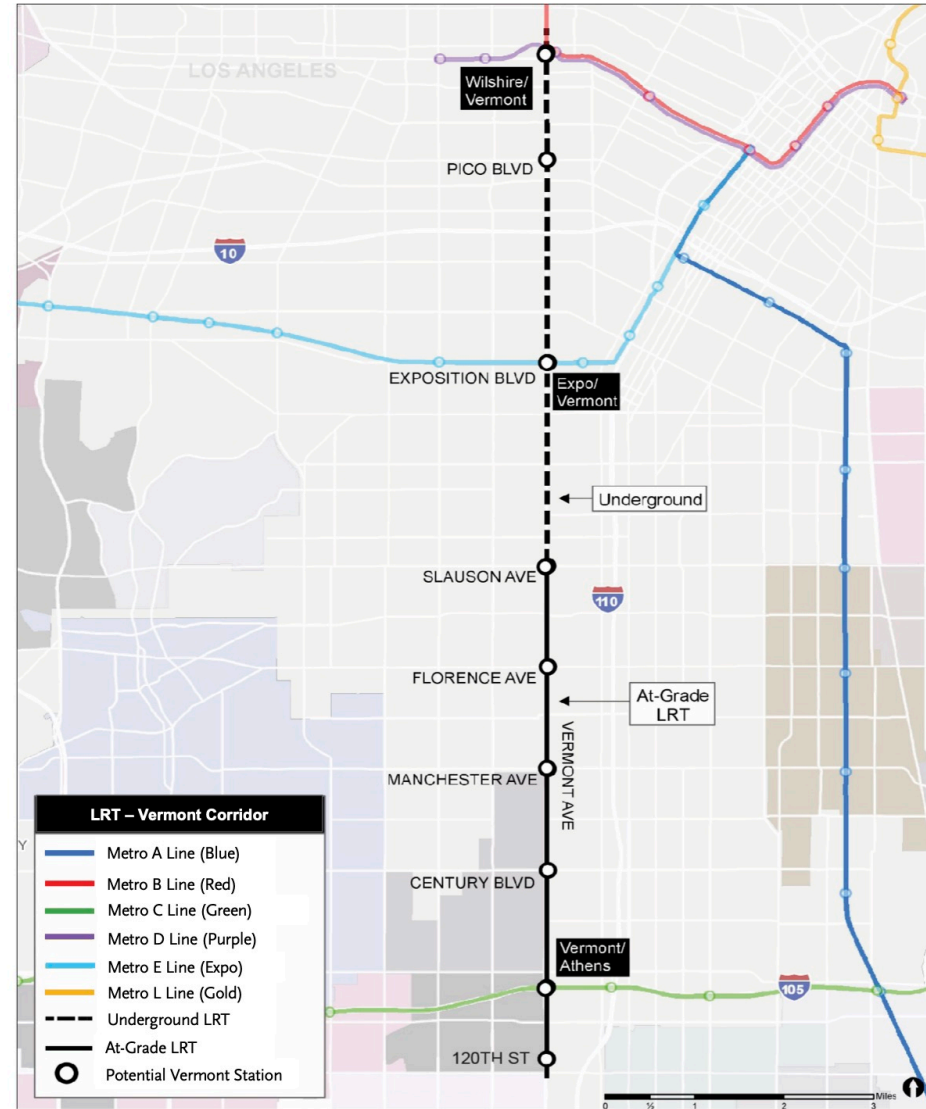 LOS ANGELES
Wilshire/
Vermont
PICO BLVD
10
EXPOSITION BLVD
Expo/
Vermont
Underground
SLAUSON AVE
110
FLORENCE AVE
At-Grade
LRT
VERMONT AVE
MANCHESTER AVE
CENTURY BLVD
Vermont/
Athens
105
120TH ST
Y
LRT – Vermont Corridor
Metro A Line (Blue)
Metro B Line (Red)
Metro C Line (Green)
Metro D Line (Purple)
Metro E Line (Expo)
Metro L Line (Gold)
Underground LRT
At-Grade LRT
Potential Vermont Station
0 ½ 1 2 3 Miles